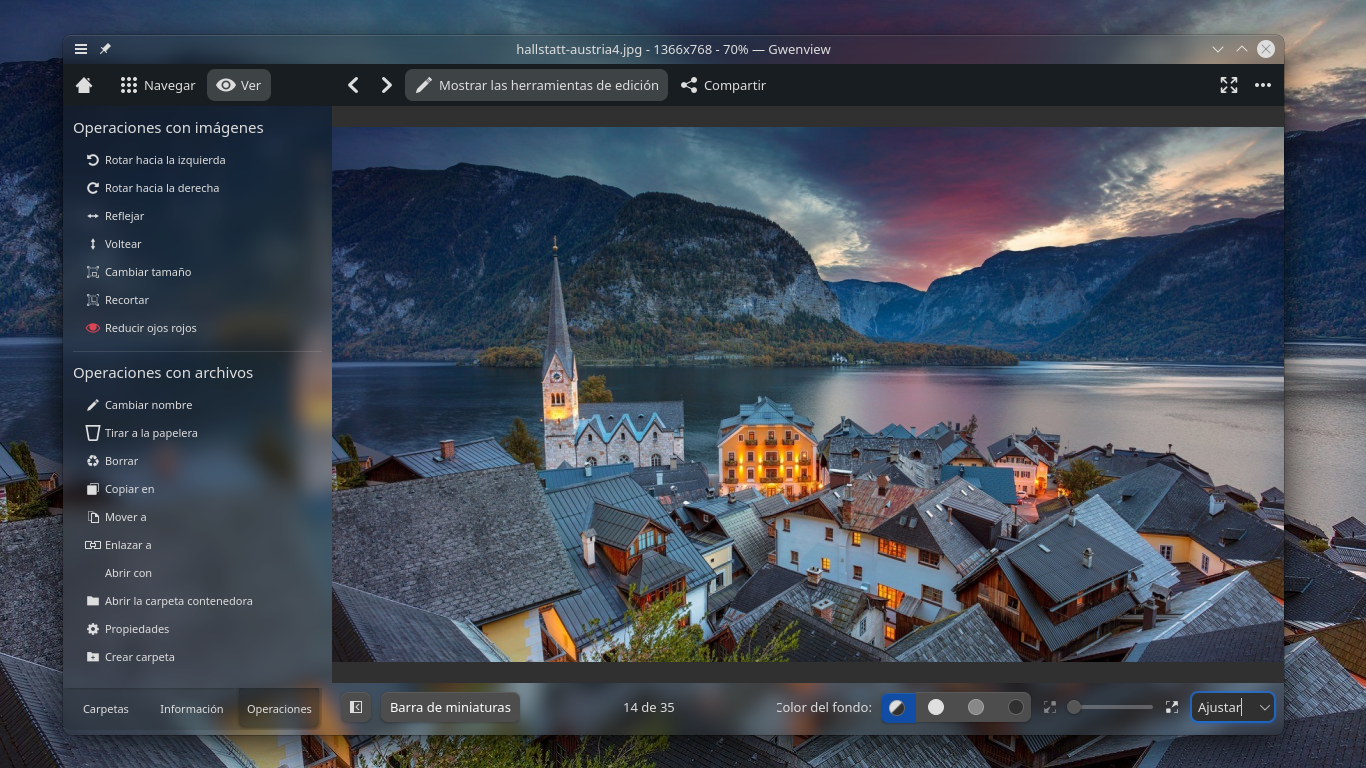 hallstatt-austria4.jpg - 1366x768 - 70% — Gwenview
Navegar
Ver
Mostrar las herramientas de edición
Compartir
Operaciones con imágenes
Rotar hacia la izquierda
Rotar hacia la derecha
Reflejar
Voltear
Cambiar tamaño
Recortar
Reducir ojos rojos
Operaciones con archivos
Cambiar nombre
Tirar a la papelera
Borrar
Copiar en
Mover a
Enlazar a
Abrir con
Abrir la carpeta contenedora
Propiedades
Crear carpeta
Carpetas
Información
Operaciones
Barra de miniaturas
14 de 35
Color del fondo:
Ajustar